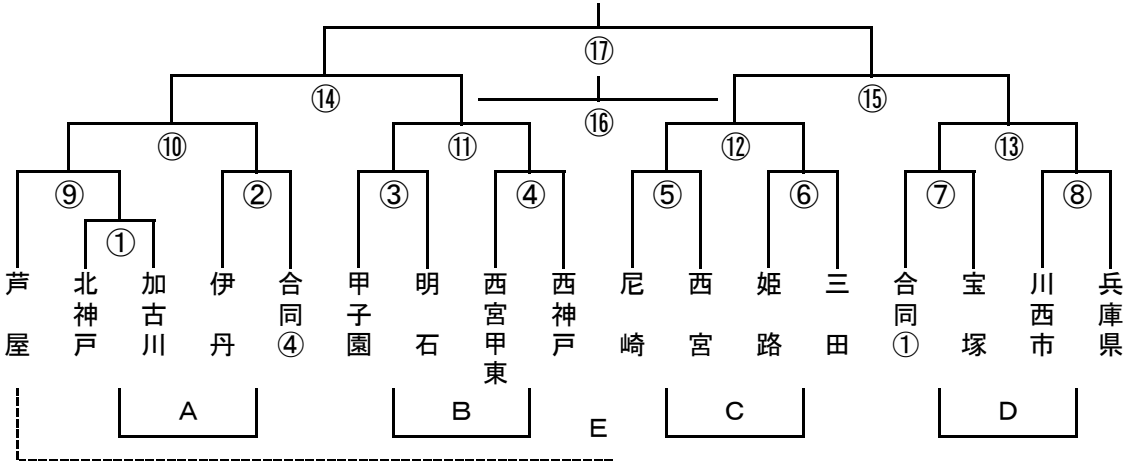 ⑰
⑭
⑯
⑮
⑩
⑪
⑫
⑬
⑨
②
③
④
⑤
⑥
⑦
⑧
①
芦屋
北神戸
加古川
伊丹
合同④
甲子園
明石
西宮甲東
西神戸
尼崎
西宮
姫路
三田
合同①
宝塚
川西市
兵庫県
A
B
C
D
E